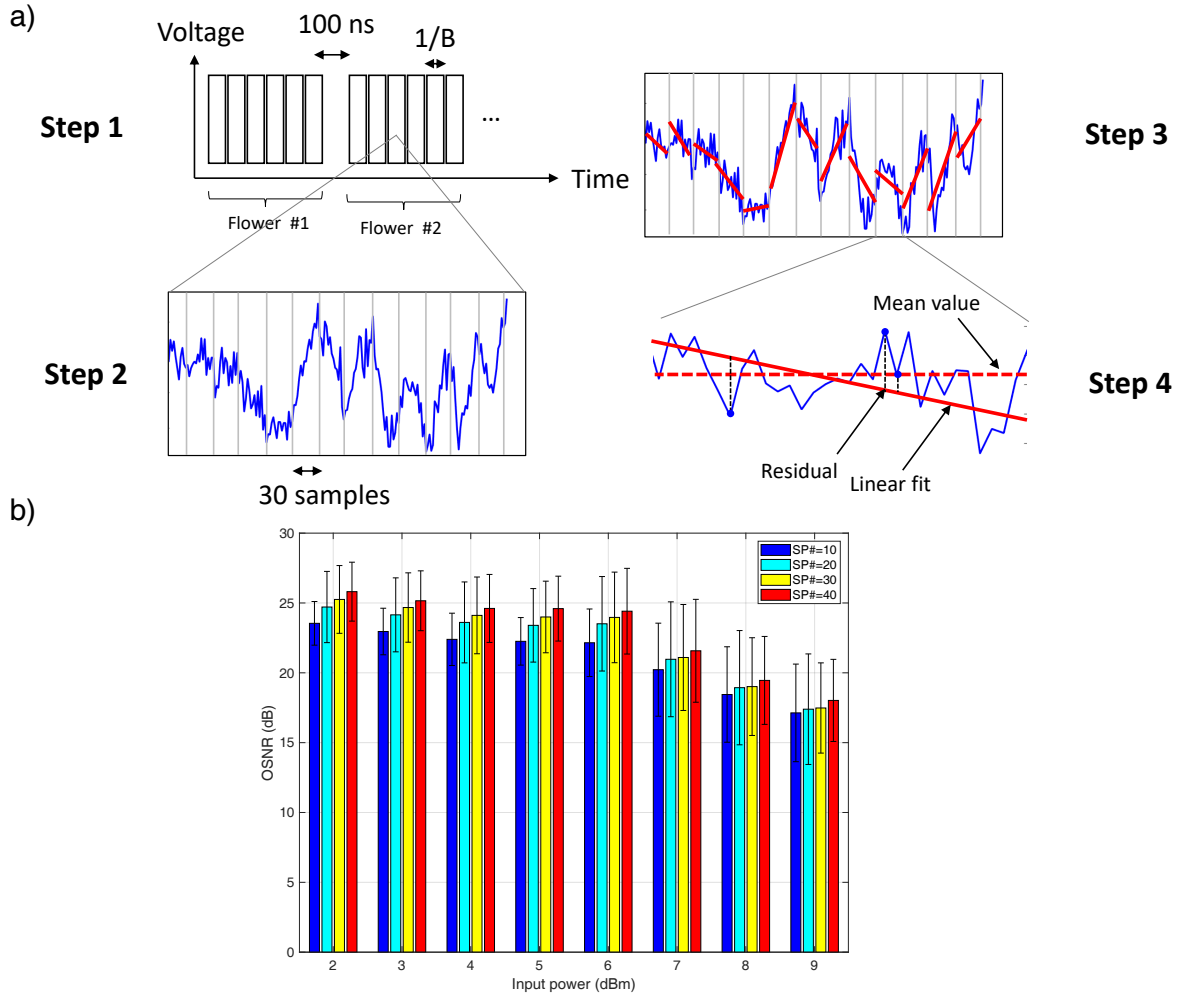 a)
Voltage
100 ns
1/B
...
Step 1
Time
Flower #1
Flower #2
Step 3
Step 2
30 samples
Mean value
Step 4
Residual
Linear fit
b)
30
25
20
15
10
5
0
OSNR (dB)
SP#=10
SP#=20
SP#=30
SP#=40
2 3 4 5 6 7 8 9
Input power (dBm)